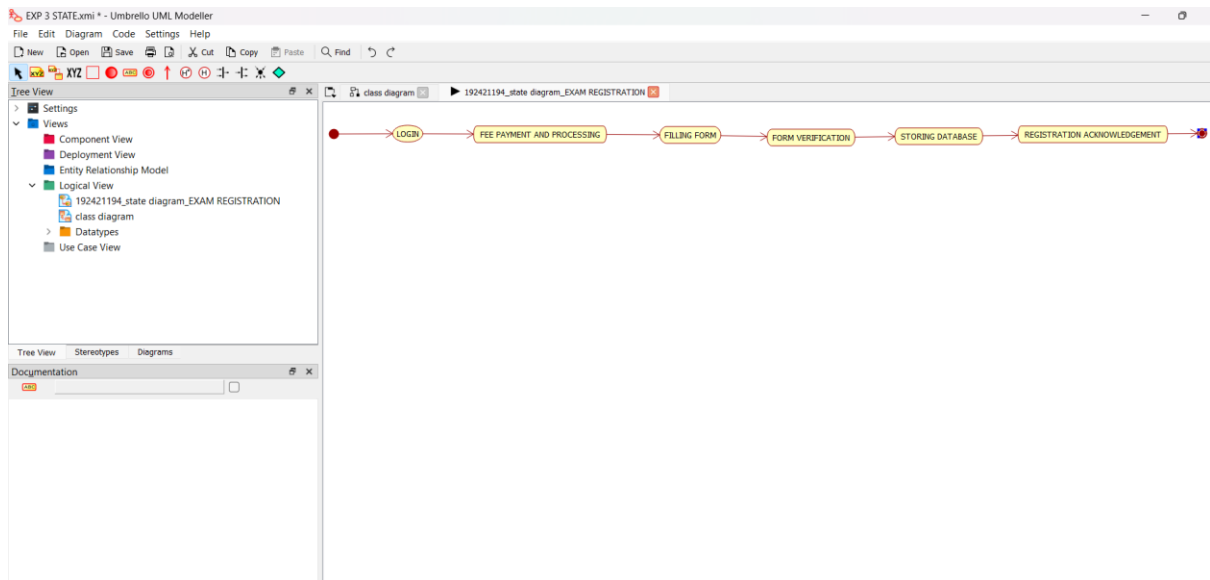 EXP 3 STATE.xmi * - Umbrello UML Modeller
File Edit Diagram Code Settings Help
New Open Save Cut Copy Paste Find
XYZ XYZ ABC H* H
Tree View
class diagram 192421194_state diagram_EXAM REGISTRATION
Settings
Views
Component View
Deployment View
Entity Relationship Model
Logical View
192421194_state diagram_EXAM REGISTRATION
class diagram
Datatypes
Use Case View
LOGIN FEE PAYMENT AND PROCESSING FILLING FORM FORM VERIFICATION STORING DATABASE REGISTRATION ACKNOWLEDGEMENT
Tree View Stereotypes Diagrams
Documentation
ABC